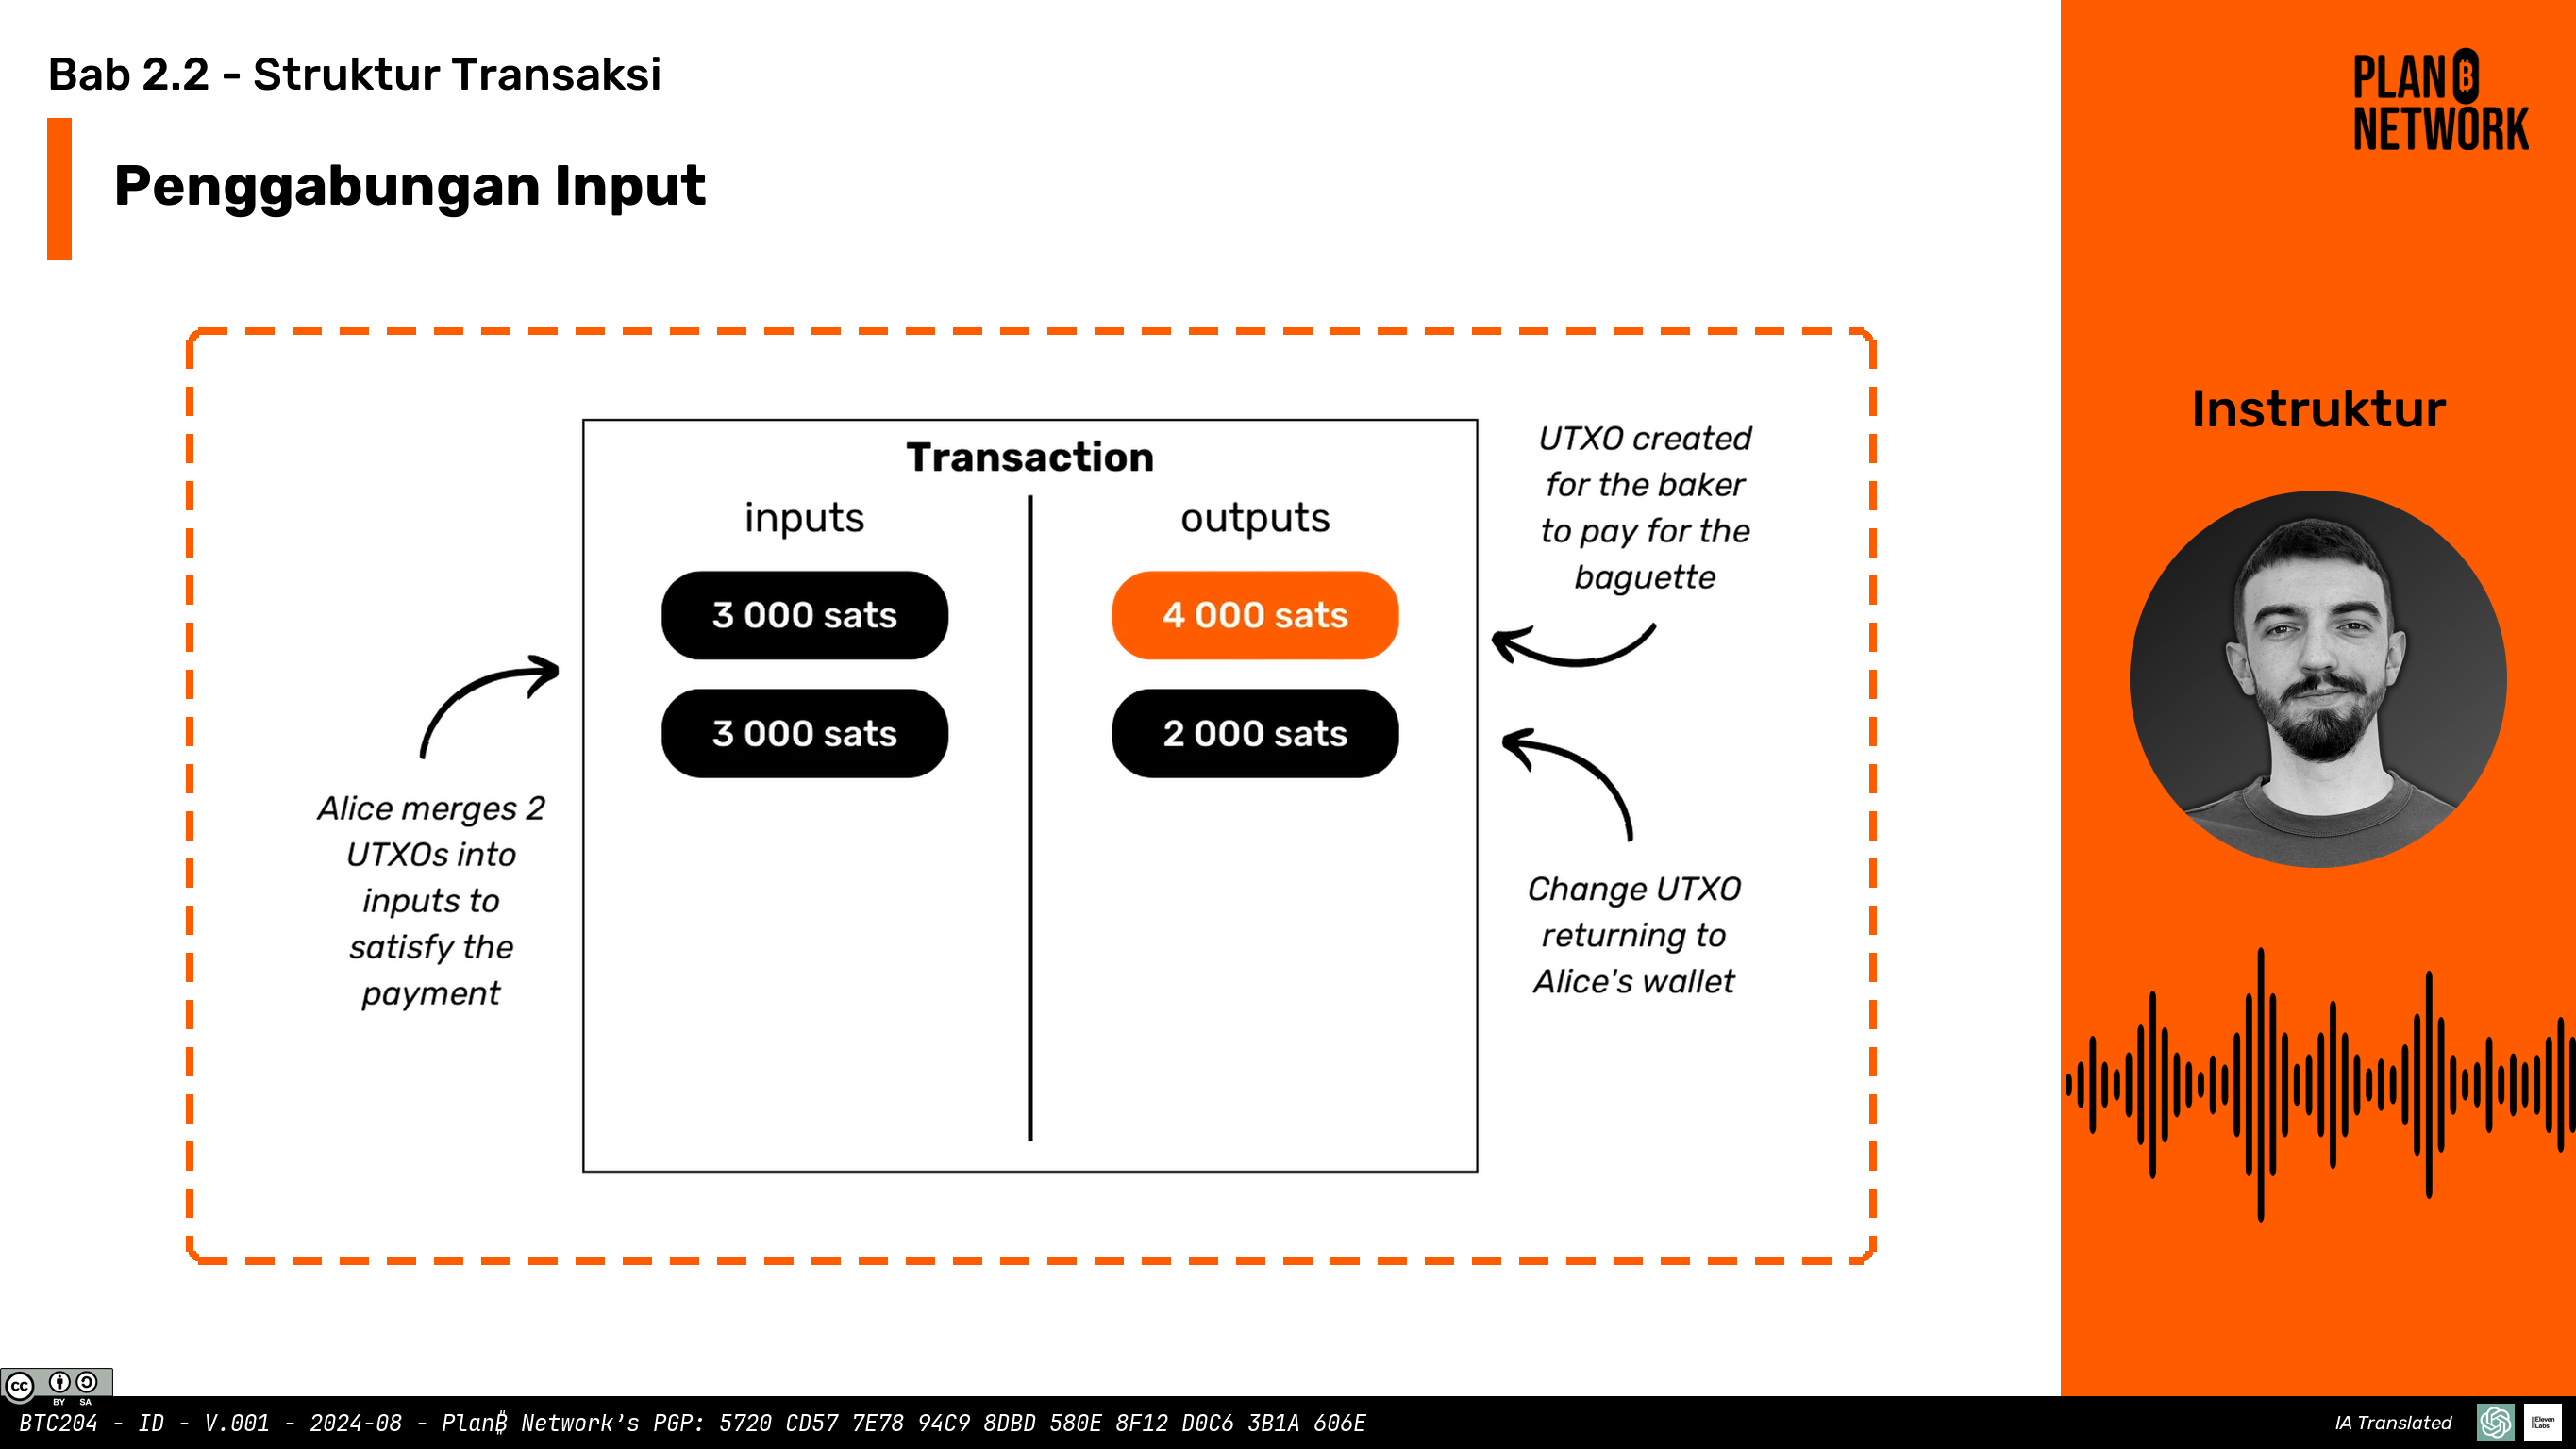 Bab 2.2 - Struktur Transaksi
Penggabungan Input
PLAN ₿
NETWORK
Instruktur
Transaction
inputs
outputs
3 000 sats
4 000 sats
3 000 sats
2 000 sats
Alice merges 2
UTXOs into
inputs to
satisfy the
payment
UTXO created
for the baker
to pay for the
baguette
Change UTXO
returning to
Alice's wallet
cc
BY SA
BTC204 - ID - V.001 - 2024-08 - Plan₿ Network’s PGP: 5720 CD57 7E78 94C9 8DBD 580E 8F12 D0C6 3B1A 606E
IA Translated
IIEleven
Labs